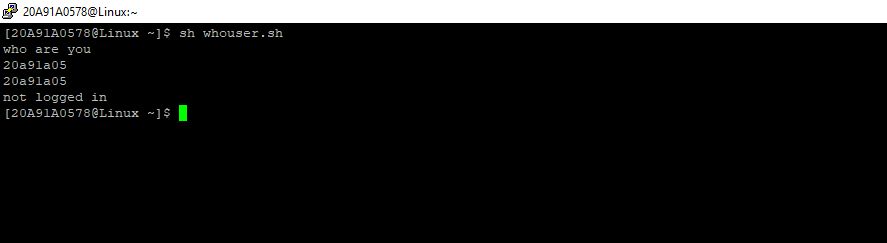 20A91A0578@Linux:~
[20A91A0578@Linux ~]$ sh whouser.sh
who are you
20a91a05
20a91a05
not logged in
[20A91A0578@Linux ~]$